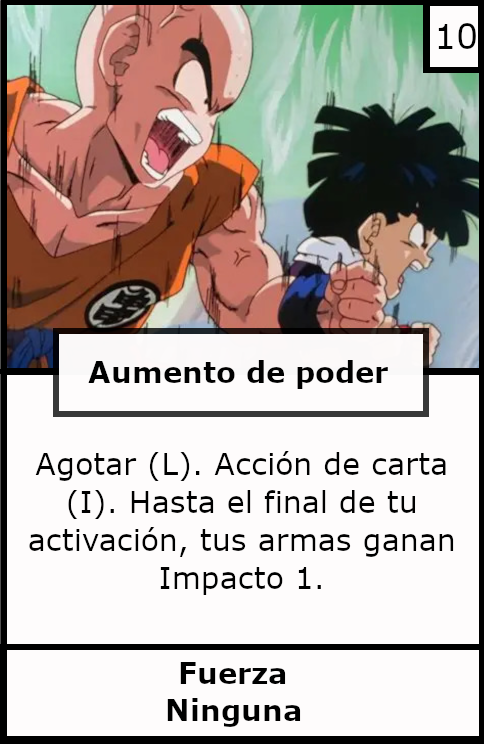 10
Aumento de poder
Agotar (L). Acción de carta
(I). Hasta el final de tu
activación, tus armas ganan
Impacto 1.
Fuerza
Ninguna